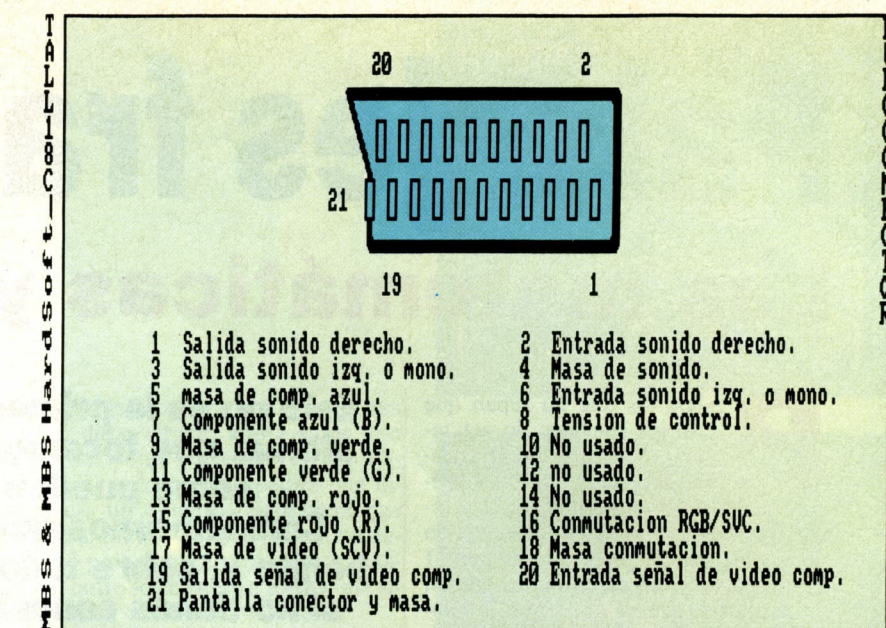 20 2
21
19 1
1 Salida sonido derecho. 2 Entrada sonido derecho.
3 Salida sonido izq. o mono. 4 Masa de sonido.
5 masa de comp. azul. 6 Entrada sonido izq. o mono.
7 Componente azul (B). 8 Tension de control.
9 Masa de comp. verde. 10 No usado.
11 Componente verde (G). 12 no usado.
13 Masa de comp. rojo. 14 No usado.
15 Componente rojo (R). 16 Conmutacion RGB/SVC.
17 Masa de video (SCV). 18 Masa conmutacion.
19 Salida señal de video comp. 20 Entrada señal de video comp.
21 Pantalla conector y masa.
TALL18C
MBS & MBS HardSoft_